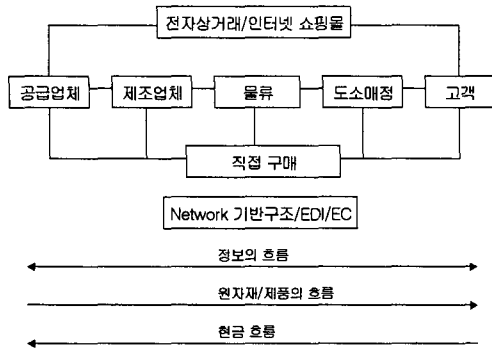 전자상거래/인터넷 쇼핑몰
공급업체 제조업체 물류 도소매점 고객
직접 구매
Network 기반구조/EDI/EC
정보의 흐름
원자재/제품의 흐름
현금 흐름